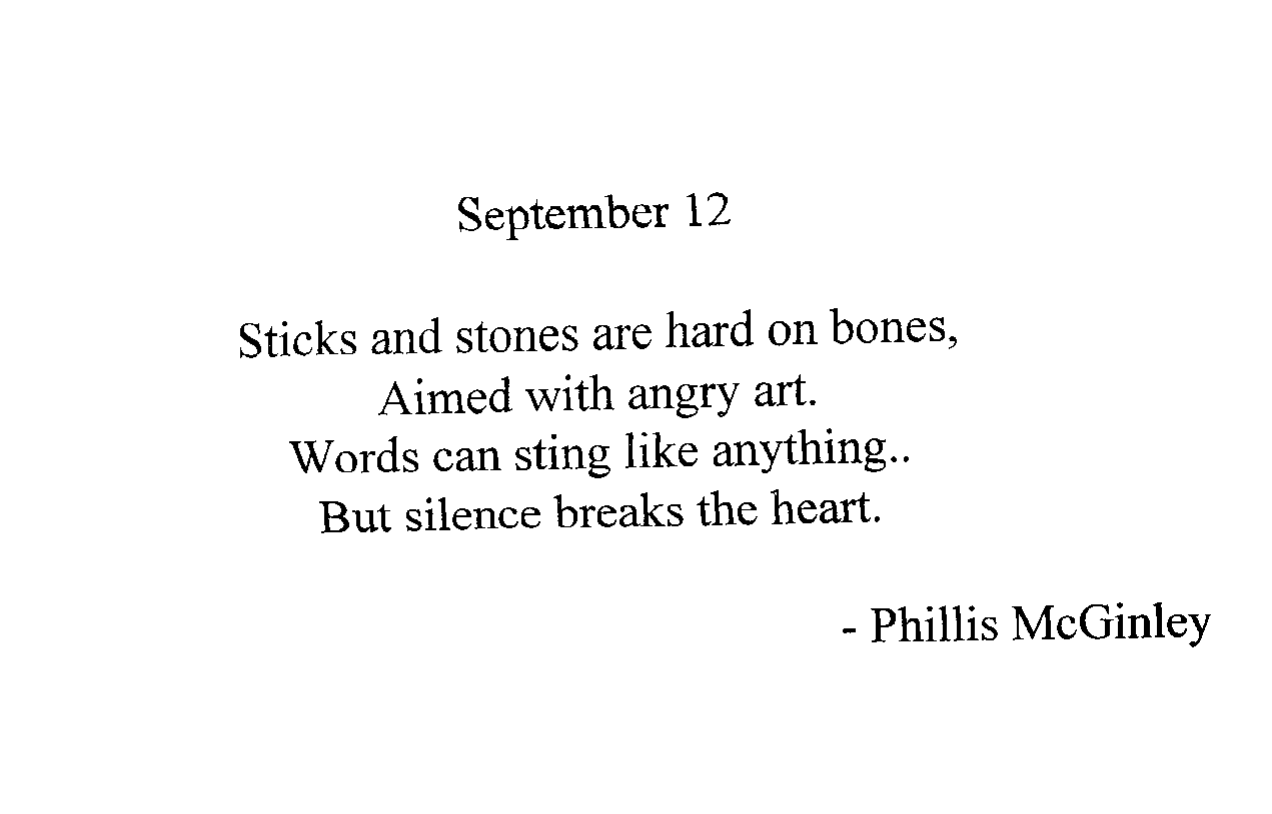 September 12
Sticks and stones are hard on bones,
Aimed with angry art.
Words can sting like anything..
But silence breaks the heart.
- Phillis McGinley